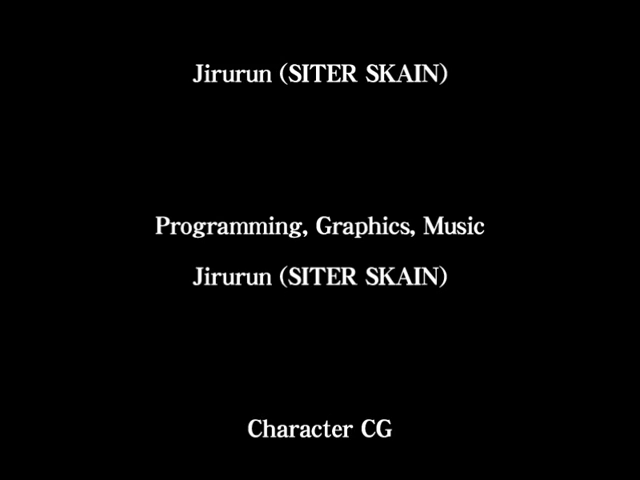 Jirurun (SITER SKAIN)
Programming, Graphics, Music
Jirurun (SITER SKAIN)
Character CG